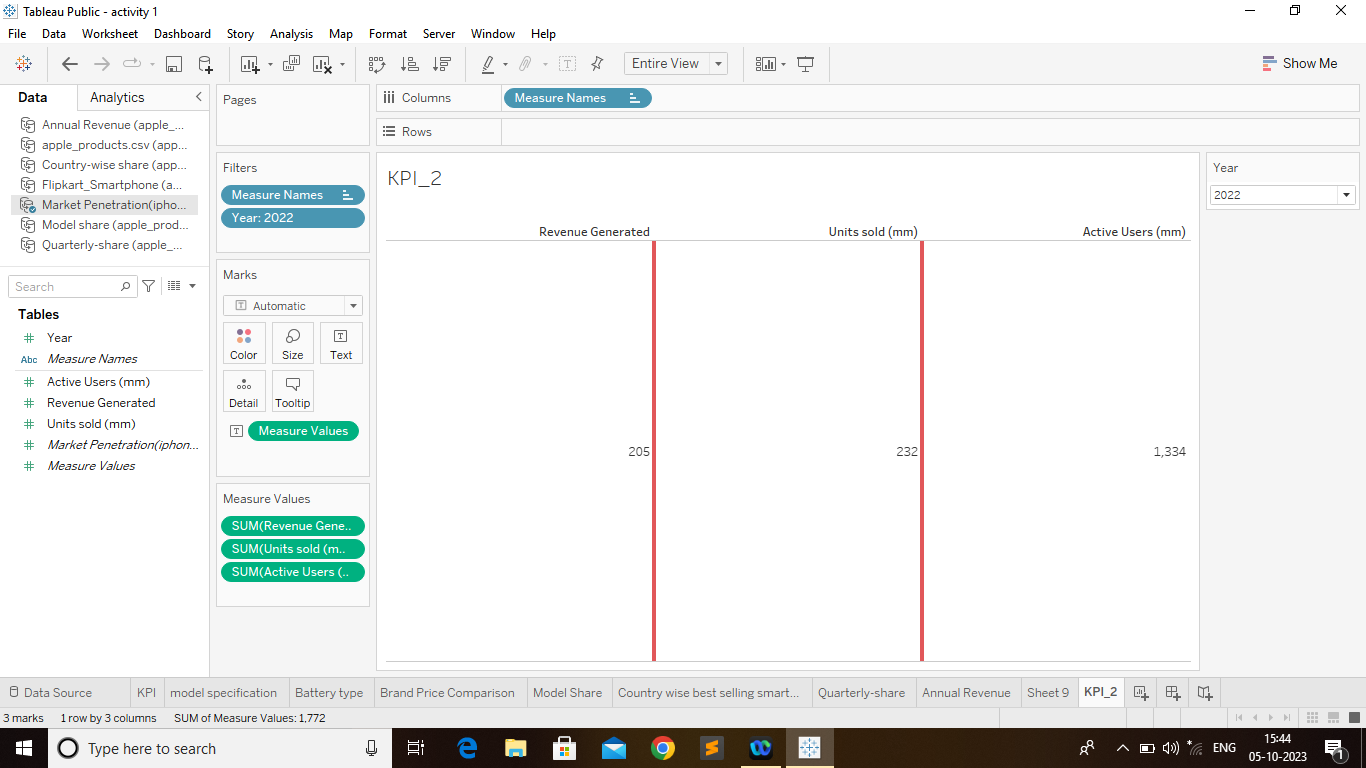 Tableau Public - activity 1
File Data Worksheet Dashboard Story Analysis Map Format Server Window Help
Entire View
Show Me
Data Analytics
Annual Revenue (apple_...
apple_products.csv (app...
Country-wise share (app...
Flipkart_Smartphone (a...
Market Penetration(ipho...
Model share (apple_prod...
Quarterly-share (apple_...
Search
Tables
Year
Abc Measure Names
Active Users (mm)
Revenue Generated
Units sold (mm)
Market Penetration(iphon...
Measure Values
Pages
Filters
Measure Names
Year: 2022
Marks
T Automatic
Color Size Text
Detail Tooltip
Measure Values
Measure Values
SUM(Revenue Gene..
SUM(Units sold (m..
SUM(Active Users (..
Columns Measure Names
Rows
KPI_2
Revenue Generated Units sold (mm) Active Users (mm)
205 232 1,334
Year
2022
Data Source KPI model specification Battery type Brand Price Comparison Model Share Country wise best selling smart... Quarterly-share Annual Revenue Sheet 9 KPI_2
3 marks 1 row by 3 columns SUM of Measure Values: 1,772
Type here to search
ENG
15:44
05-10-2023
1